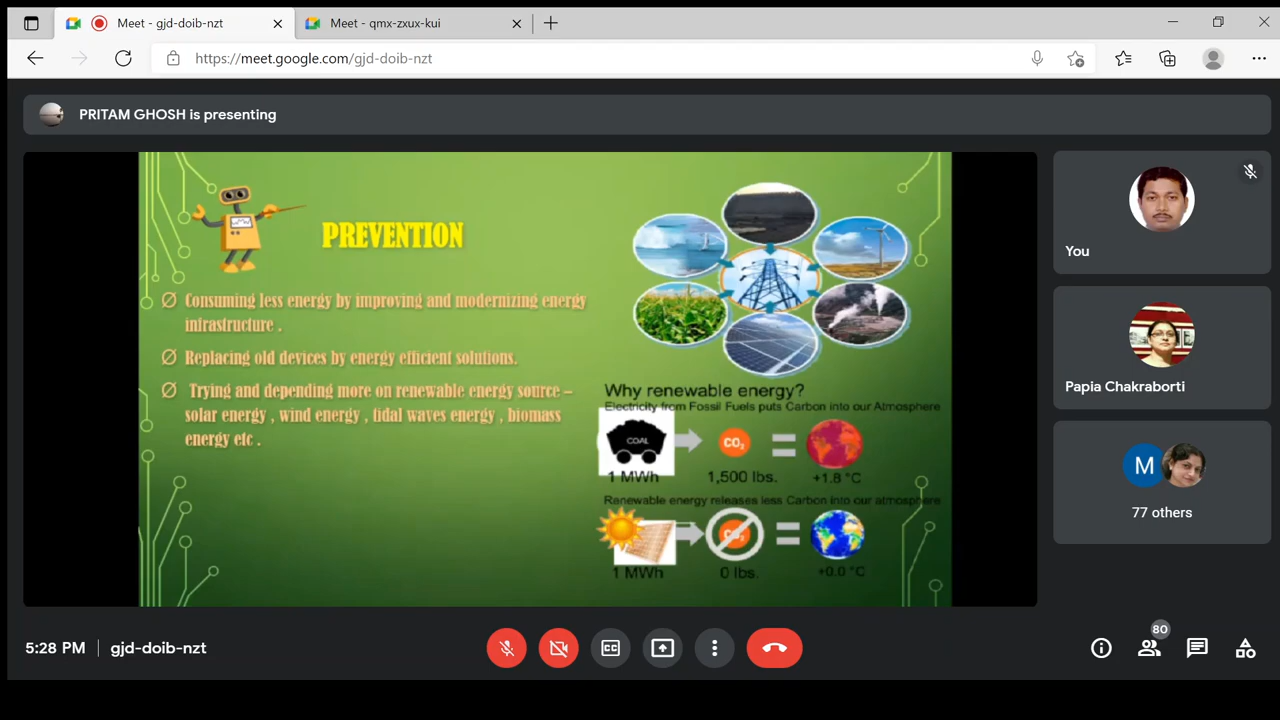 Meet - gjd-doib-nzt
Meet - qmx-zxux-kui
https://meet.google.com/gjd-doib-nzt
PRITAM GHOSH is presenting
PREVENTION
Consuming less energy by improving and modernizing energy
infrastructure .
Replacing old devices by energy efficient solutions.
Trying and depending more on renewable energy source –
solar energy , wind energy , tidal waves energy , biomass
energy etc .
Why renewable energy?
Electricity from Fossil Fuels puts Carbon into our Atmosphere
COAL
CO₂
1 MWh
1,500 lbs.
+1.8 °C
Renewable energy releases less Carbon into our atmosphere
CO₂
1 MWh
0 lbs.
+0.0 °C
You
Papia Chakraborti
M
77 others
5:28 PM
gjd-doib-nzt
CC
80